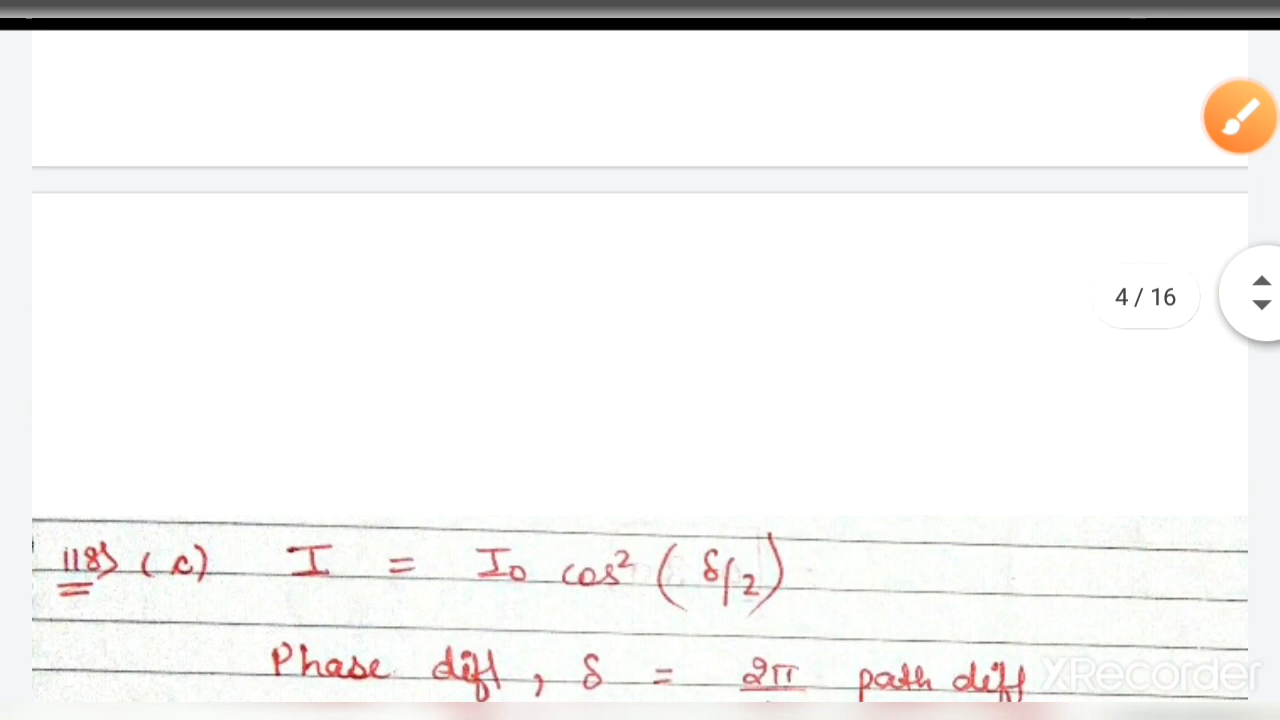 4 / 16
118) (c) I = I₀ cos² ( δ/2 )
Phase diff, δ = 2π path diff
XRecorder